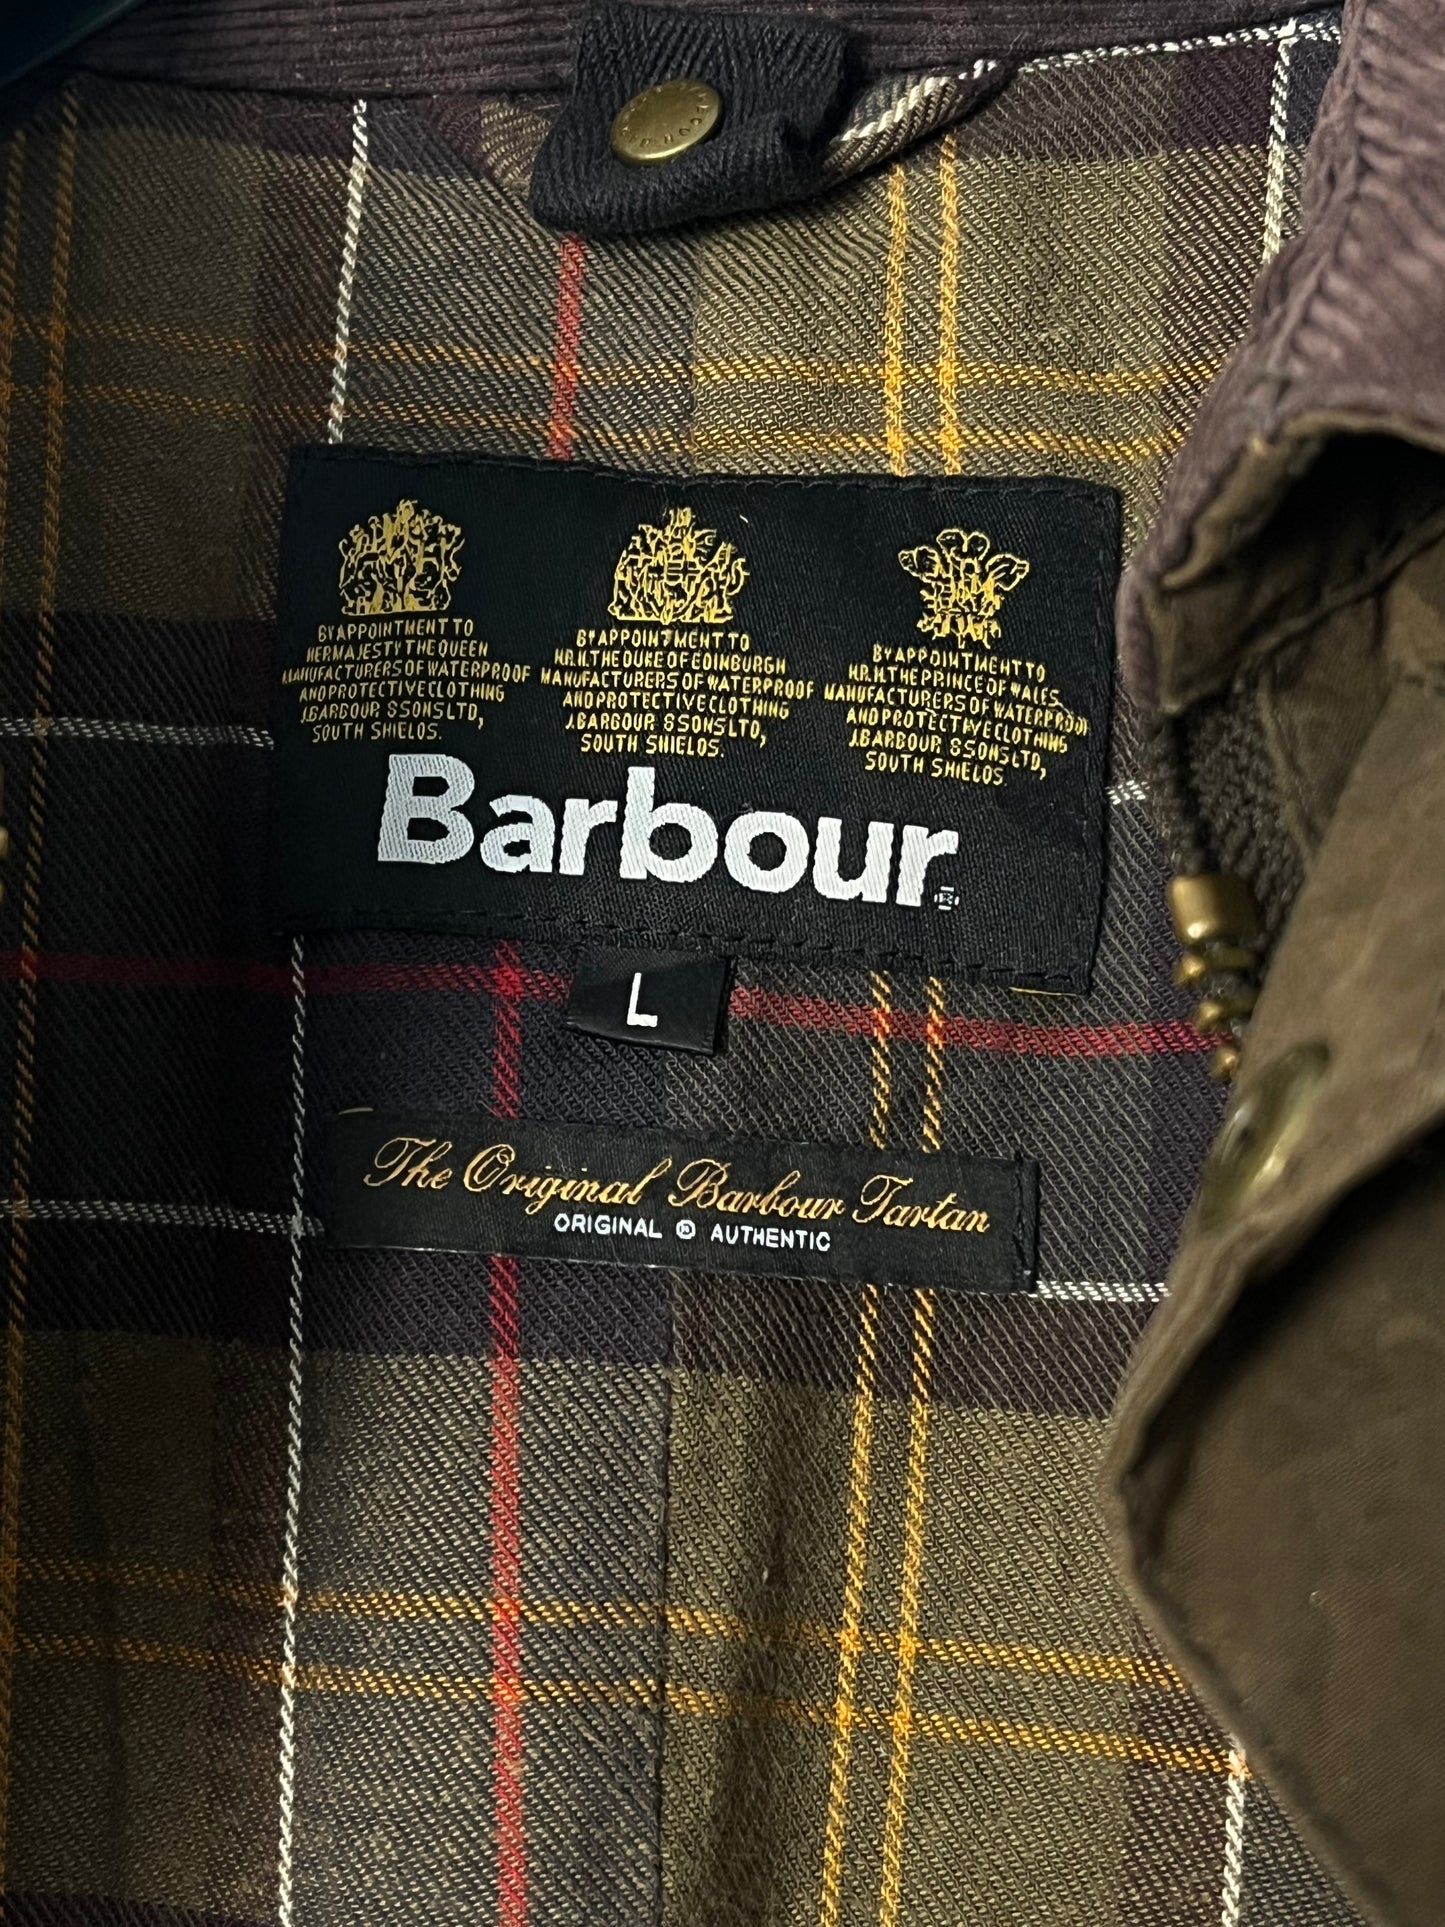 BY APPOINTMENT TO
HER MAJESTY THE QUEEN
MANUFACTURERS OF WATERPROOF
AND PROTECTIVE CLOTHING
J.BARBOUR & SONS LTD,
SOUTH SHIELDS.
BY APPOINTMENT TO
H.R.H. THE DUKE OF EDINBURGH
MANUFACTURERS OF WATERPROOF
AND PROTECTIVE CLOTHING
J.BARBOUR & SONS LTD,
SOUTH SHIELDS.
BY APPOINTMENT TO
H.R.H. THE PRINCE OF WALES
MANUFACTURERS OF WATERPROOF
AND PROTECTIVE CLOTHING
J.BARBOUR & SONS LTD,
SOUTH SHIELDS.
Barbour®
L
The Original Barbour Tartan
ORIGINAL ® AUTHENTIC